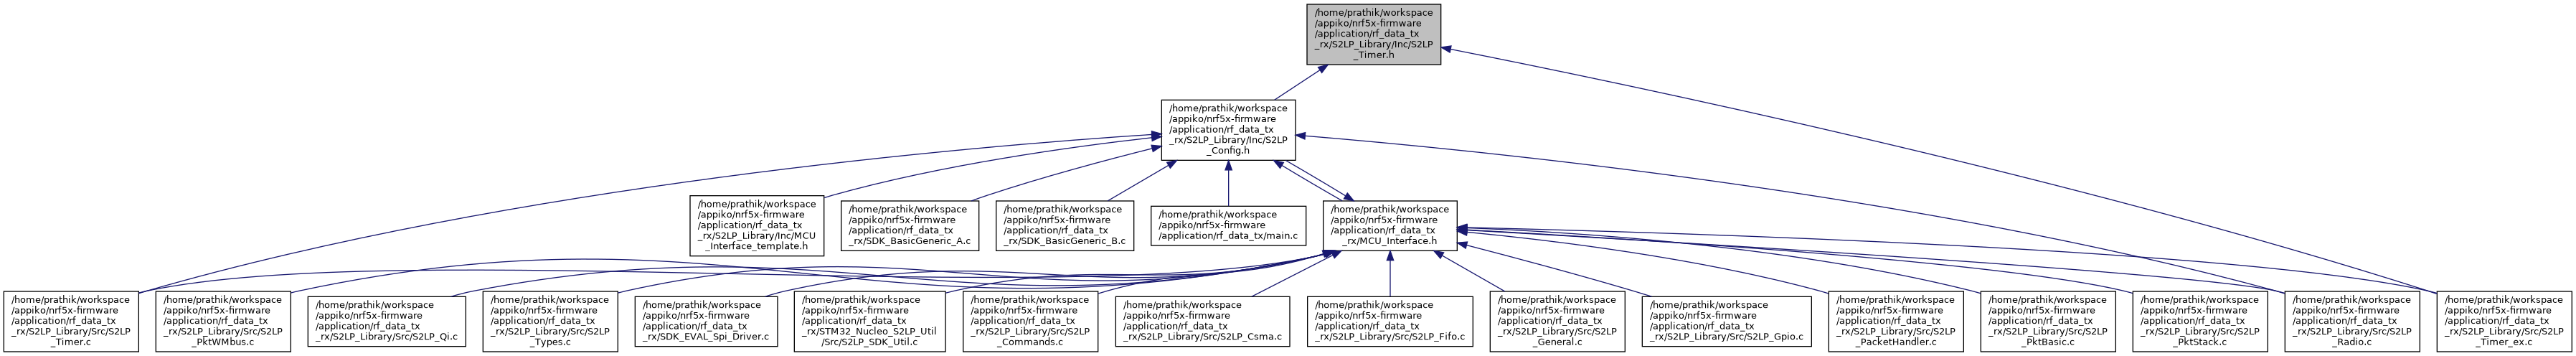 /home/prathik/workspace
/appiko/nrf5x-firmware
/application/rf_data_tx
_rx/S2LP_Library/Inc/S2LP
_Timer.h
/home/prathik/workspace
/appiko/nrf5x-firmware
/application/rf_data_tx
_rx/S2LP_Library/Inc/S2LP
_Config.h
/home/prathik/workspace
/appiko/nrf5x-firmware
/application/rf_data_tx
_rx/S2LP_Library/Inc/MCU
_Interface_template.h
/home/prathik/workspace
/appiko/nrf5x-firmware
/application/rf_data_tx
_rx/SDK_BasicGeneric_A.c
/home/prathik/workspace
/appiko/nrf5x-firmware
/application/rf_data_tx
_rx/SDK_BasicGeneric_B.c
/home/prathik/workspace
/appiko/nrf5x-firmware
/application/rf_data_tx/main.c
/home/prathik/workspace
/appiko/nrf5x-firmware
/application/rf_data_tx
_rx/MCU_Interface.h
/home/prathik/workspace
/appiko/nrf5x-firmware
/application/rf_data_tx
_rx/S2LP_Library/Src/S2LP
_Timer.c
/home/prathik/workspace
/appiko/nrf5x-firmware
/application/rf_data_tx
_rx/S2LP_Library/Src/S2LP
_PktWMbus.c
/home/prathik/workspace
/appiko/nrf5x-firmware
/application/rf_data_tx
_rx/S2LP_Library/Src/S2LP_Qi.c
/home/prathik/workspace
/appiko/nrf5x-firmware
/application/rf_data_tx
_rx/S2LP_Library/Src/S2LP
_Types.c
/home/prathik/workspace
/appiko/nrf5x-firmware
/application/rf_data_tx
_rx/SDK_EVAL_Spi_Driver.c
/home/prathik/workspace
/appiko/nrf5x-firmware
/application/rf_data_tx
_rx/STM32_Nucleo_S2LP_Util
/Src/S2LP_SDK_Util.c
/home/prathik/workspace
/appiko/nrf5x-firmware
/application/rf_data_tx
_rx/S2LP_Library/Src/S2LP
_Commands.c
/home/prathik/workspace
/appiko/nrf5x-firmware
/application/rf_data_tx
_rx/S2LP_Library/Src/S2LP_Csma.c
/home/prathik/workspace
/appiko/nrf5x-firmware
/application/rf_data_tx
_rx/S2LP_Library/Src/S2LP_Fifo.c
/home/prathik/workspace
/appiko/nrf5x-firmware
/application/rf_data_tx
_rx/S2LP_Library/Src/S2LP
_General.c
/home/prathik/workspace
/appiko/nrf5x-firmware
/application/rf_data_tx
_rx/S2LP_Library/Src/S2LP_Gpio.c
/home/prathik/workspace
/appiko/nrf5x-firmware
/application/rf_data_tx
_rx/S2LP_Library/Src/S2LP
_PacketHandler.c
/home/prathik/workspace
/appiko/nrf5x-firmware
/application/rf_data_tx
_rx/S2LP_Library/Src/S2LP
_PktBasic.c
/home/prathik/workspace
/appiko/nrf5x-firmware
/application/rf_data_tx
_rx/S2LP_Library/Src/S2LP
_PktStack.c
/home/prathik/workspace
/appiko/nrf5x-firmware
/application/rf_data_tx
_rx/S2LP_Library/Src/S2LP
_Radio.c
/home/prathik/workspace
/appiko/nrf5x-firmware
/application/rf_data_tx
_rx/S2LP_Library/Src/S2LP
_Timer_ex.c